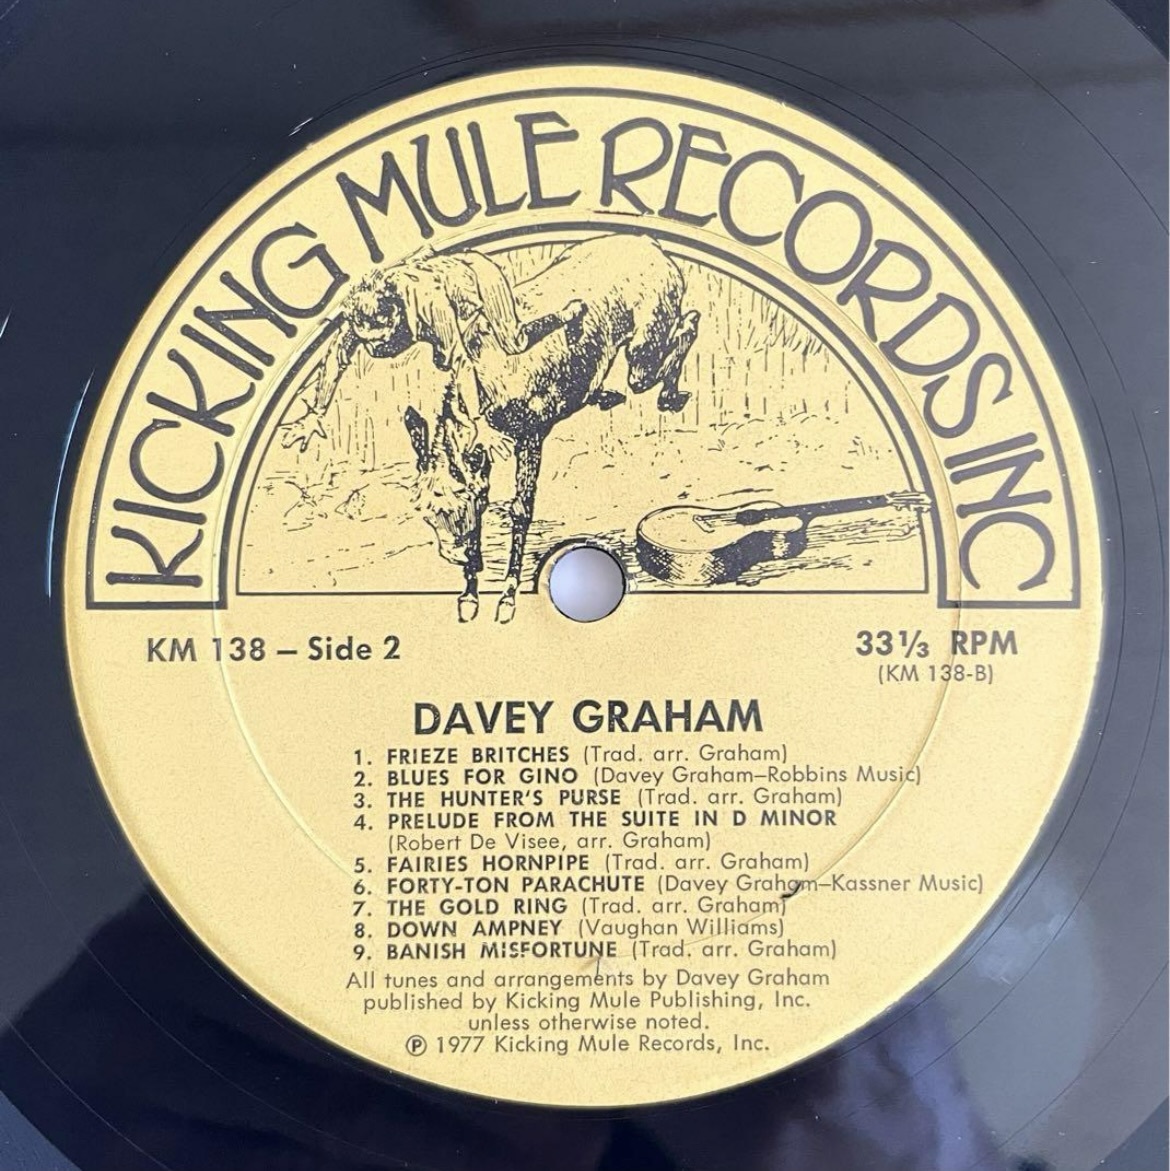 KICKING MULE RECORDS INC
KM 138 – Side 2
33⅓ RPM
(KM 138-B)
DAVEY GRAHAM
1. FRIEZE BRITCHES (Trad. arr. Graham)
2. BLUES FOR GINO (Davey Graham–Robbins Music)
3. THE HUNTER'S PURSE (Trad. arr. Graham)
4. PRELUDE FROM THE SUITE IN D MINOR
(Robert De Visee, arr. Graham)
5. FAIRIES HORNPIPE (Trad. arr. Graham)
6. FORTY-TON PARACHUTE (Davey Graham–Kassner Music)
7. THE GOLD RING (Trad. arr. Graham)
8. DOWN AMPNEY (Vaughan Williams)
9. BANISH MISFORTUNE (Trad. arr. Graham)
All tunes and arrangements by Davey Graham
published by Kicking Mule Publishing, Inc.
unless otherwise noted.
℗ 1977 Kicking Mule Records, Inc.